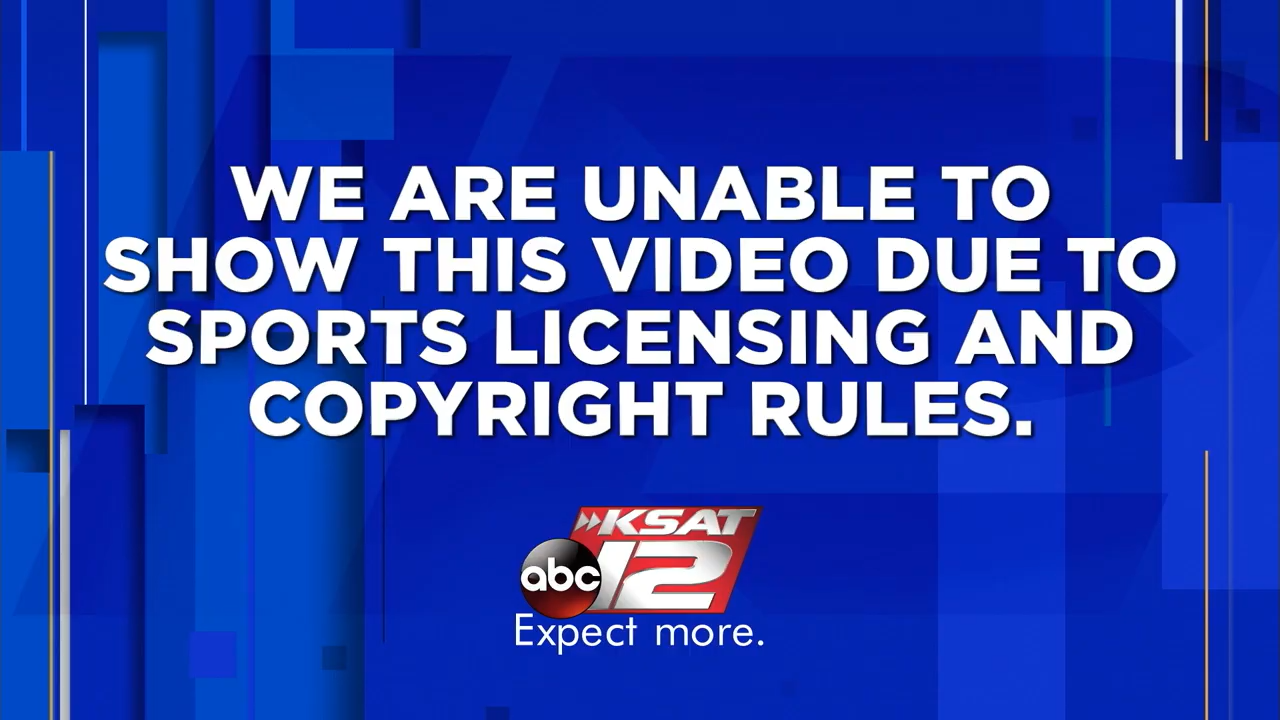 WE ARE UNABLE TO
SHOW THIS VIDEO DUE TO
SPORTS LICENSING AND
COPYRIGHT RULES.
KSAT
abc 12
Expect more.